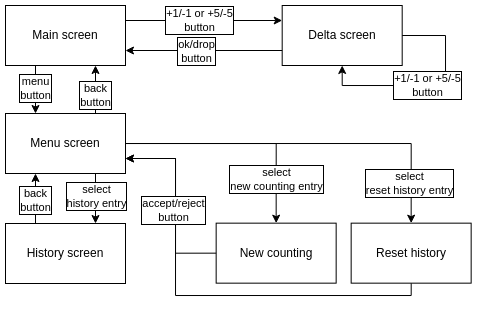 Main screen
+1/-1 or +5/-5
button
Delta screen
ok/drop
button
+1/-1 or +5/-5
button
menu
button
back
button
Menu screen
select
new counting entry
select
reset history entry
back
button
select
history entry
accept/reject
button
History screen
New counting
Reset history